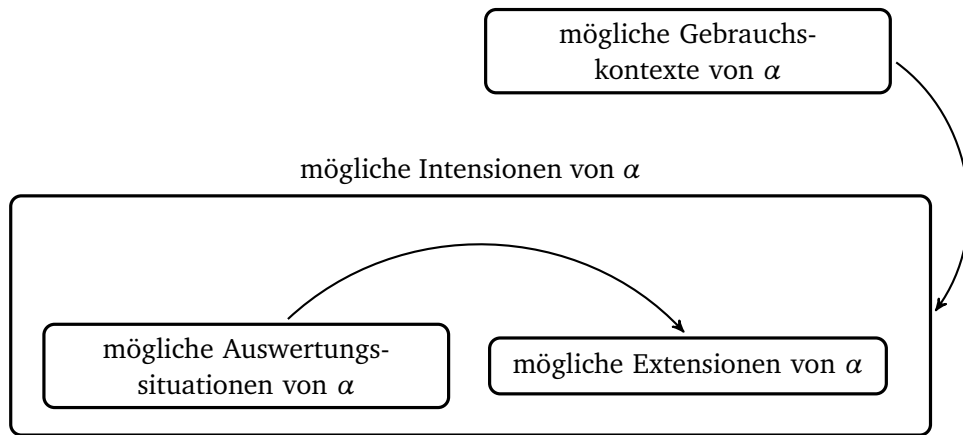 mögliche Gebrauchs-
kontexte von α
mögliche Intensionen von α
mögliche Auswertungs-
situationen von α
mögliche Extensionen von α